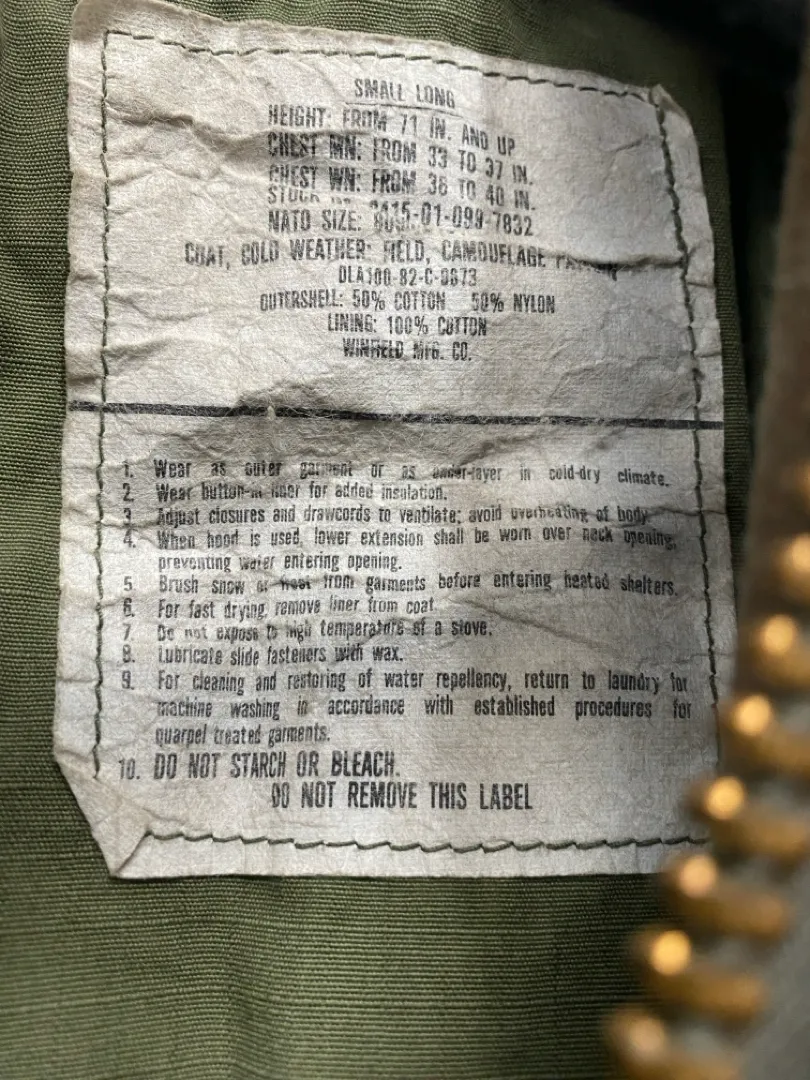 SMALL LONG
HEIGHT: FROM 71 IN. AND UP
CHEST MN: FROM 33 TO 37 IN.
CHEST WN: FROM 36 TO 40 IN.
STOCK 8415-01-099-7832
NATO SIZE:
COAT, COLD WEATHER: FIELD, CAMOUFLAGE PATTERN
DLA100-82-C-0673
OUTERSHELL: 50% COTTON 50% NYLON
LINING: 100% COTTON
WINFIELD MFG. CO.
1. Wear as outer garment or as under-layer in cold-dry climate.
2. Wear button-in liner for added insulation.
3. Adjust closures and drawcords to ventilate; avoid overheating of body.
4. When hood is used, lower extension shall be worn over neck opening,
preventing water entering opening.
5 Brush snow or frost from garments before entering heated shelters.
6. For fast drying, remove liner from coat.
7. Do not expose to high temperature of a stove.
8. Lubricate slide fasteners with wax.
9. For cleaning and restoring of water repellency, return to laundry for
machine washing in accordance with established procedures for
quarpel treated garments.
10. DO NOT STARCH OR BLEACH.
DO NOT REMOVE THIS LABEL